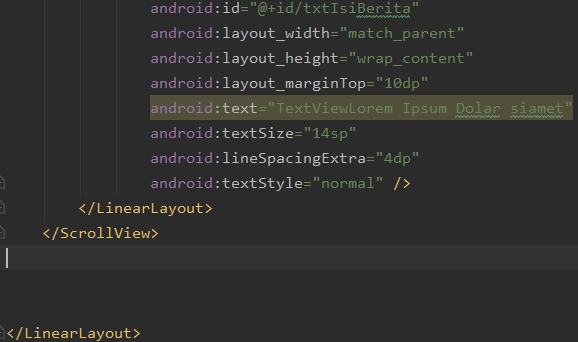 android:id="@+id/txtIsiBerita"
android:layout_width="match_parent"
android:layout_height="wrap_content"
android:layout_marginTop="10dp"
android:text="TextViewLorem Ipsum Dolar siamet"
android:textSize="14sp"
android:lineSpacingExtra="4dp"
android:textStyle="normal" />
</LinearLayout>
</ScrollView>
</LinearLayout>